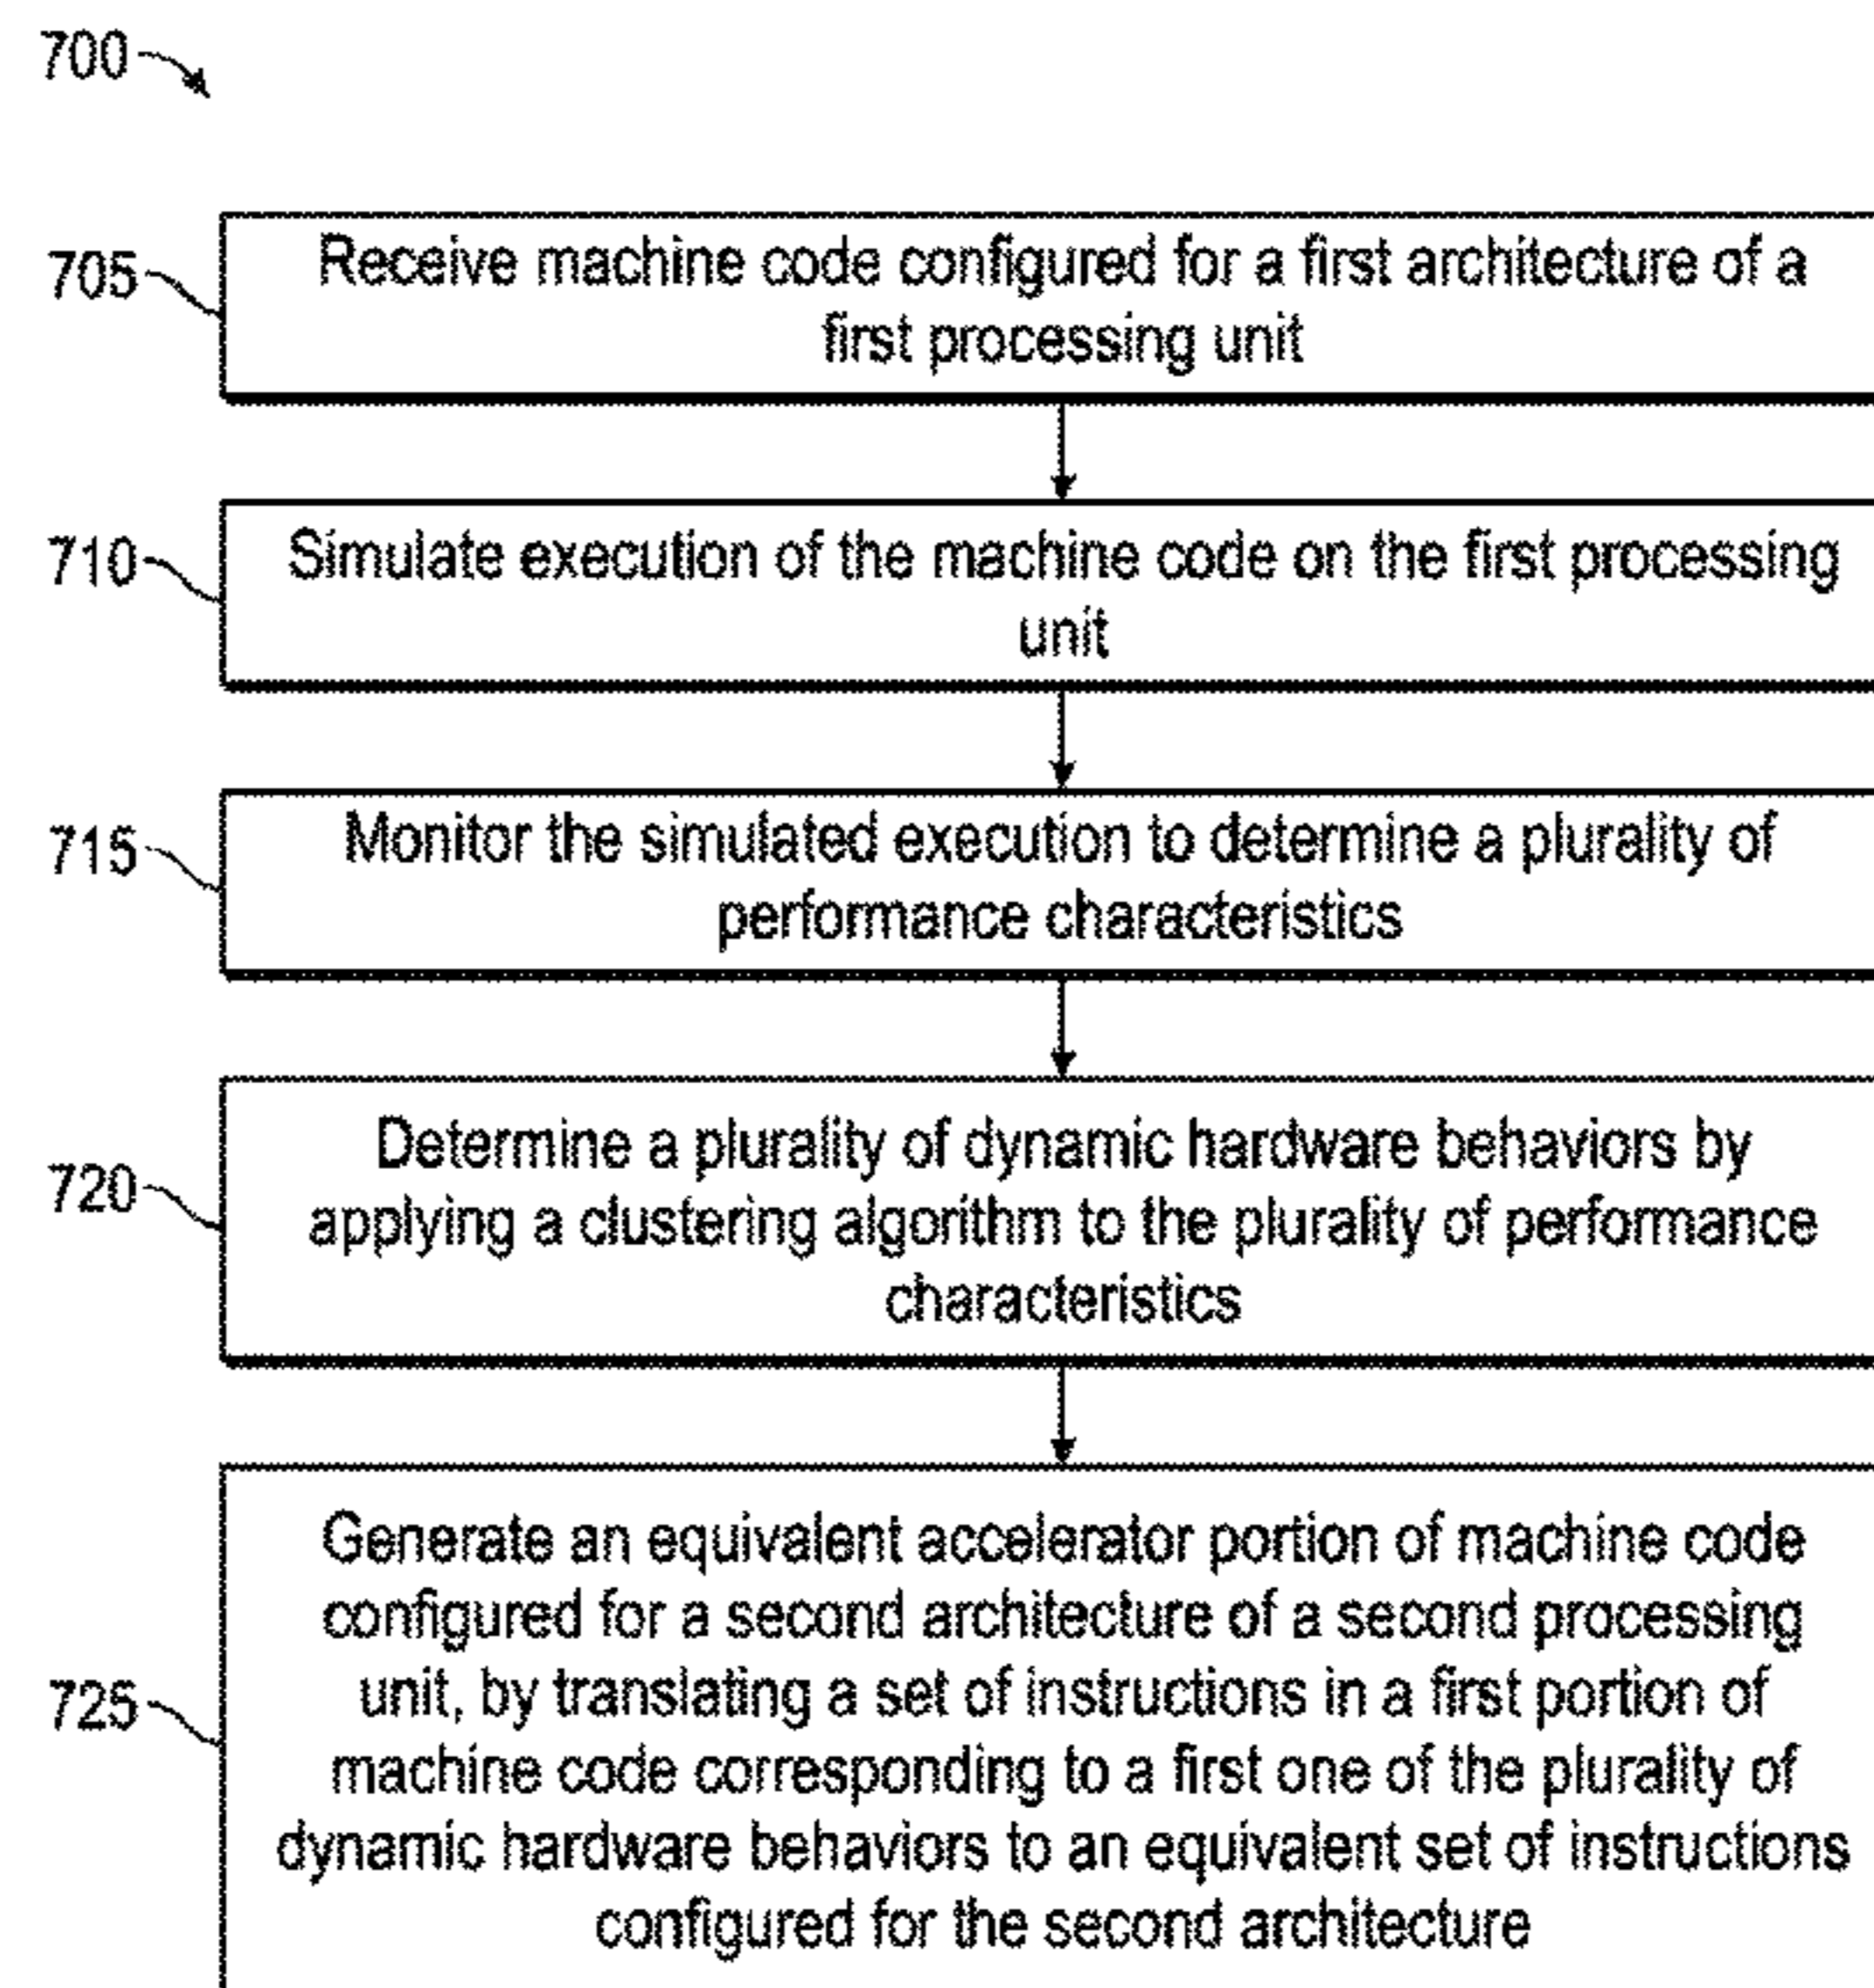 700
705
Receive machine code configured for a first architecture of a
first processing unit
710
Simulate execution of the machine code on the first processing
unit
715
Monitor the simulated execution to determine a plurality of
performance characteristics
720
Determine a plurality of dynamic hardware behaviors by
applying a clustering algorithm to the plurality of performance
characteristics
725
Generate an equivalent accelerator portion of machine code
configured for a second architecture of a second processing
unit, by translating a set of instructions in a first portion of
machine code corresponding to a first one of the plurality of
dynamic hardware behaviors to an equivalent set of instructions
configured for the second architecture